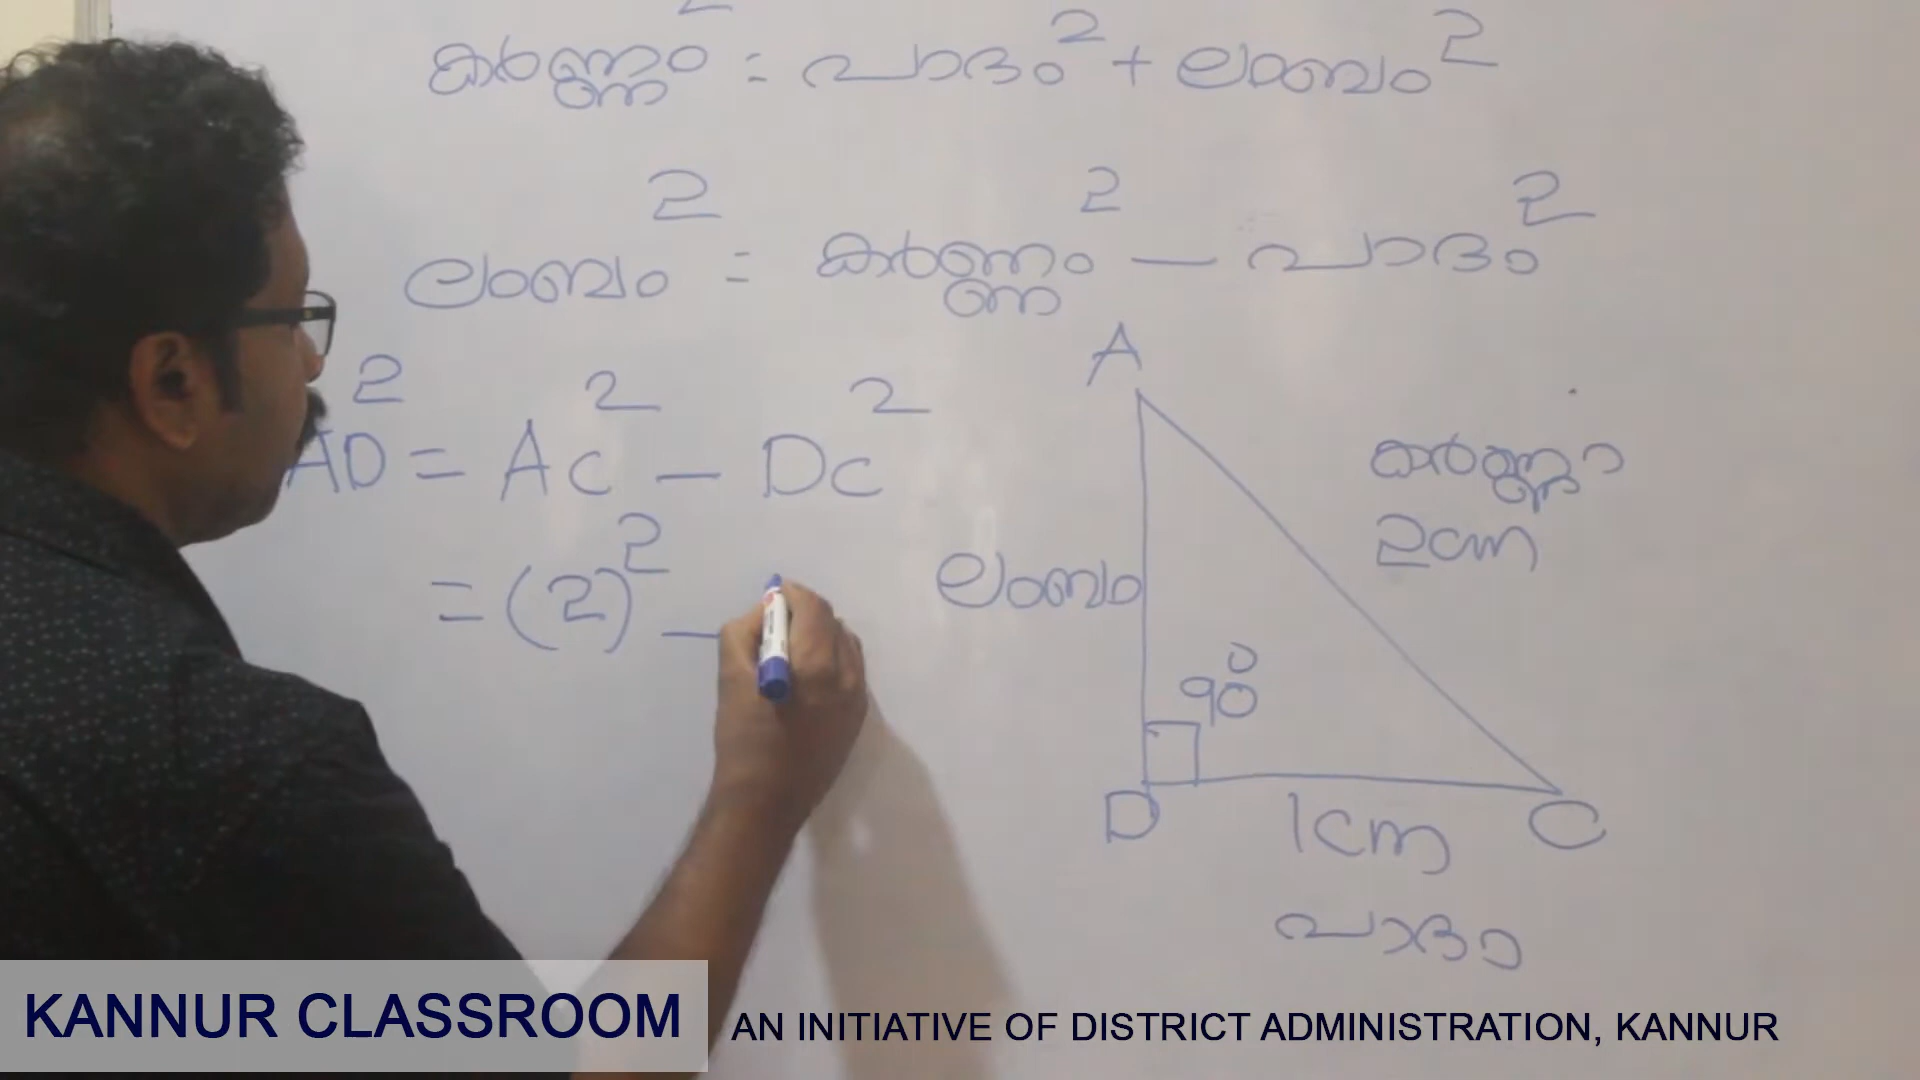 കർണ്ണം² = പാദം² + ലംബം²
ലംബം² = കർണ്ണം² – പാദം²
AD² = AC² – DC²
= (2)² –
A
കർണ്ണം
2cm
ലംബം
90°
D
1cm
C
പാദം
KANNUR CLASSROOM
AN INITIATIVE OF DISTRICT ADMINISTRATION, KANNUR